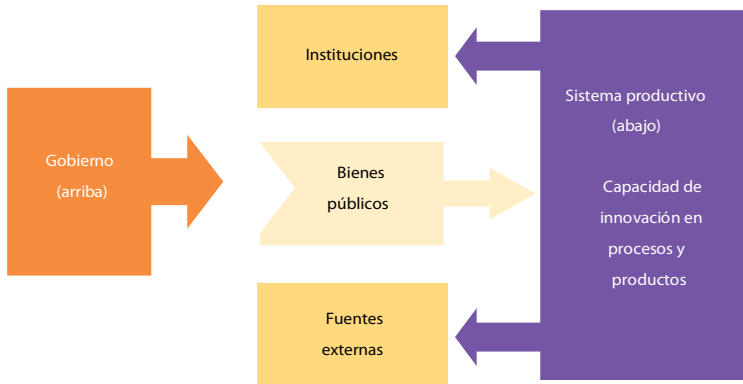 Gobierno
(arriba)
Instituciones
Bienes
públicos
Fuentes
externas
Sistema productivo
(abajo)
Capacidad de
innovación en
procesos y
productos